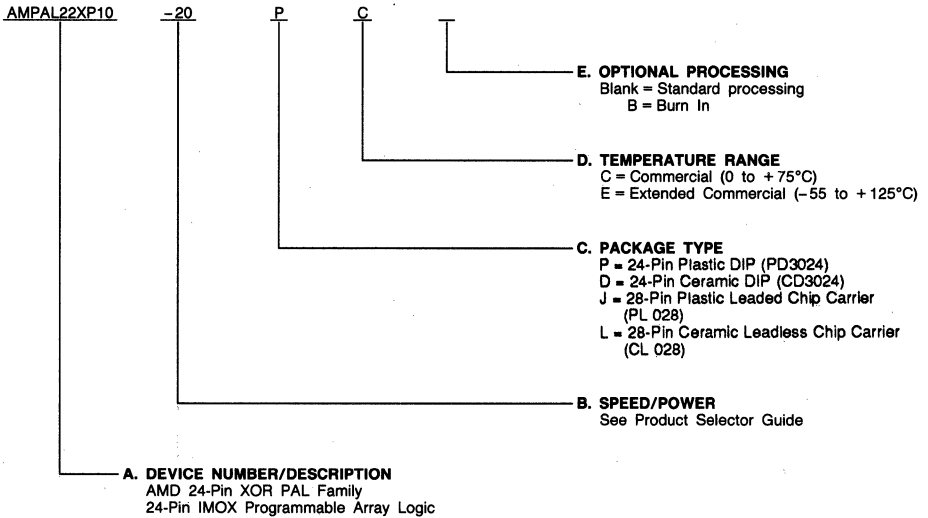 AMPAL22XP10 -20 P C _
E. OPTIONAL PROCESSING
Blank = Standard processing
B = Burn In
D. TEMPERATURE RANGE
C = Commercial (0 to +75°C)
E = Extended Commercial (-55 to +125°C)
C. PACKAGE TYPE
P = 24-Pin Plastic DIP (PD3024)
D = 24-Pin Ceramic DIP (CD3024)
J = 28-Pin Plastic Leaded Chip Carrier
(PL 028)
L = 28-Pin Ceramic Leadless Chip Carrier
(CL 028)
B. SPEED/POWER
See Product Selector Guide
A. DEVICE NUMBER/DESCRIPTION
AMD 24-Pin XOR PAL Family
24-Pin IMOX Programmable Array Logic